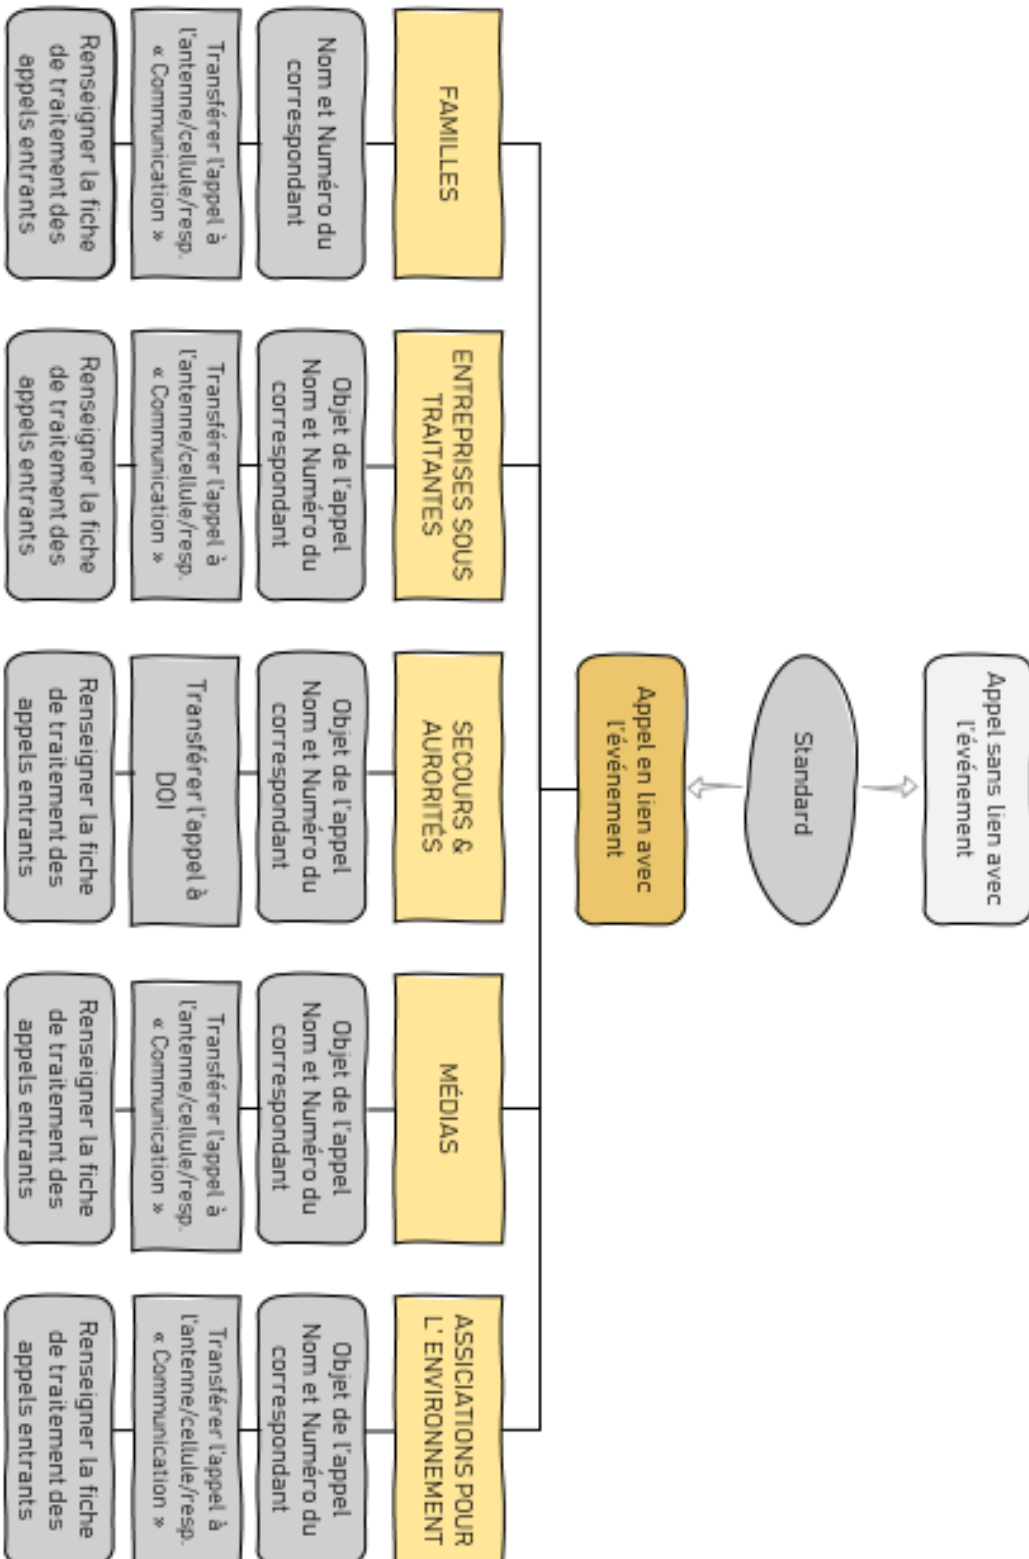 Appel sans lien avec
l'événement
Standard
Appel en lien avec
l'événement
FAMILLES
Nom et Numéro du
correspondant
Transférer l'appel à
l'antenne/cellule/resp.
« Communication »
Renseigner la fiche
de traitement des
appels entrants
ENTREPRISES SOUS
TRAITANTES
Objet de l'appel
Nom et Numéro du
correspondant
Transférer l'appel à
l'antenne/cellule/resp.
« Communication »
Renseigner la fiche
de traitement des
appels entrants
SECOURS &
AURORITÉS
Objet de l'appel
Nom et Numéro du
correspondant
Transférer l'appel à
DOI
Renseigner la fiche
de traitement des
appels entrants
MÉDIAS
Objet de l'appel
Nom et Numéro du
correspondant
Transférer l'appel à
l'antenne/cellule/resp.
« Communication »
Renseigner la fiche
de traitement des
appels entrants
ASSICIATIONS POUR
L' ENVIRONNEMENT
Objet de l'appel
Nom et Numéro du
correspondant
Transférer l'appel à
l'antenne/cellule/resp.
« Communication »
Renseigner la fiche
de traitement des
appels entrants